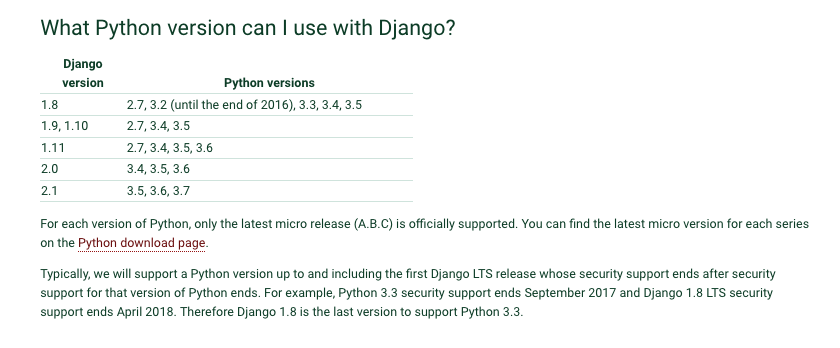 What Python version can I use with Django?
Django
version Python versions
1.8 2.7, 3.2 (until the end of 2016), 3.3, 3.4, 3.5
1.9, 1.10 2.7, 3.4, 3.5
1.11 2.7, 3.4, 3.5, 3.6
2.0 3.4, 3.5, 3.6
2.1 3.5, 3.6, 3.7
For each version of Python, only the latest micro release (A.B.C) is officially supported. You can find the latest micro version for each series
on the Python download page.
Typically, we will support a Python version up to and including the first Django LTS release whose security support ends after security
support for that version of Python ends. For example, Python 3.3 security support ends September 2017 and Django 1.8 LTS security
support ends April 2018. Therefore Django 1.8 is the last version to support Python 3.3.